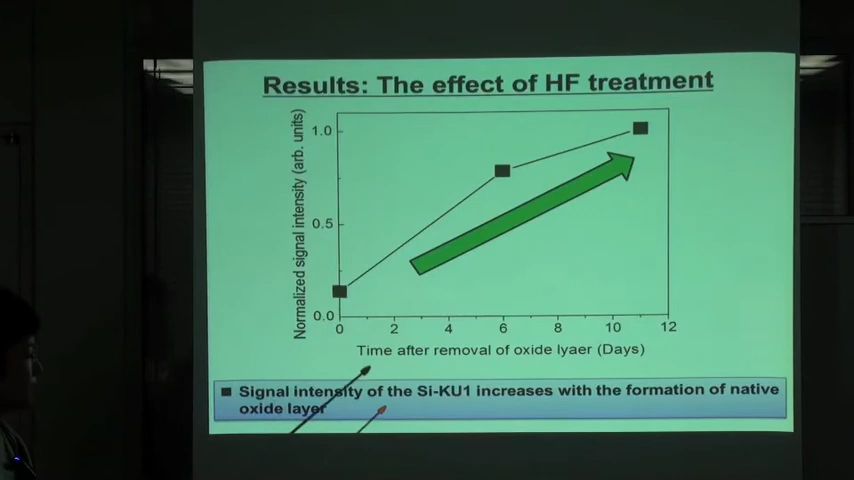 Results: The effect of HF treatment
Normalized signal intensity (arb. units)
1.0
0.5
0.0
0 2 4 6 8 10 12
Time after removal of oxide lyaer (Days)
Signal intensity of the Si-KU1 increases with the formation of native
oxide layer